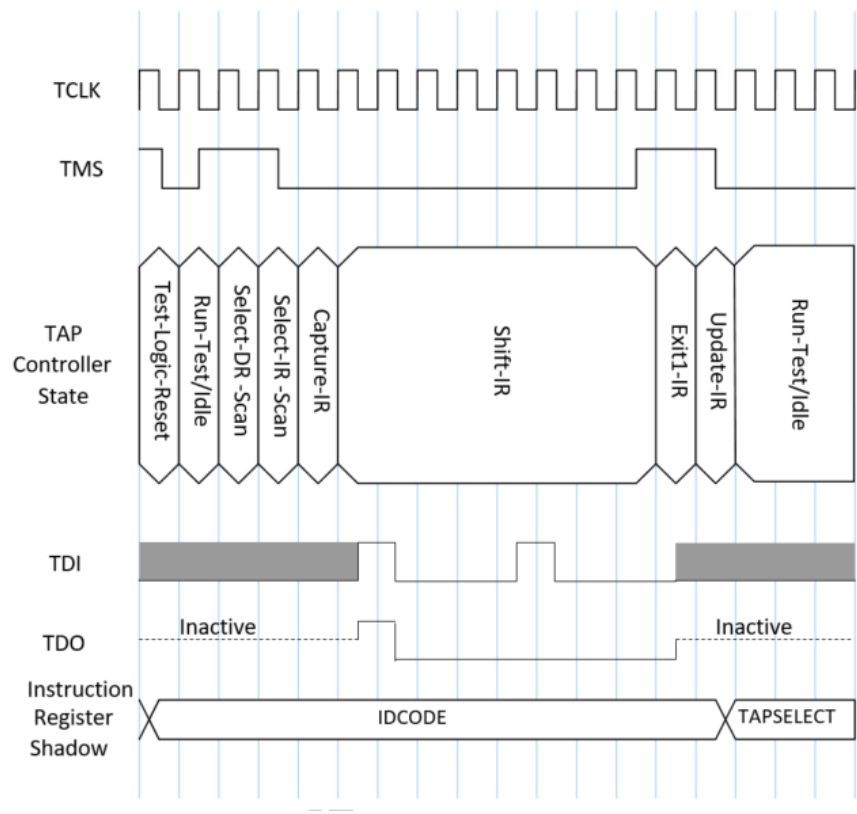 TCLK
TMS
TAP
Controller
State
Test-Logic-Reset
Run-Test/Idle
Select-DR -Scan
Select-IR -Scan
Capture-IR
Shift-IR
Exit1-IR
Update-IR
Run-Test/Idle
TDI
TDO
Inactive
Inactive
Instruction
Register
Shadow
IDCODE
TAPSELECT